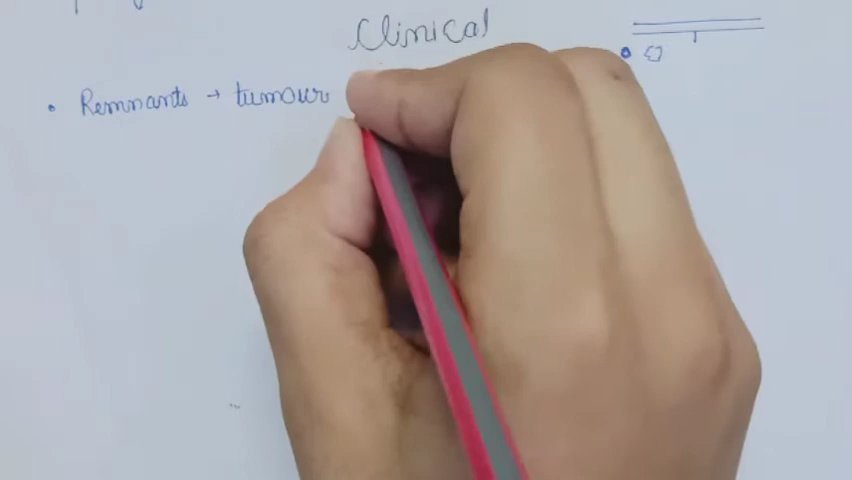 Clinical
• Remnants → tumour